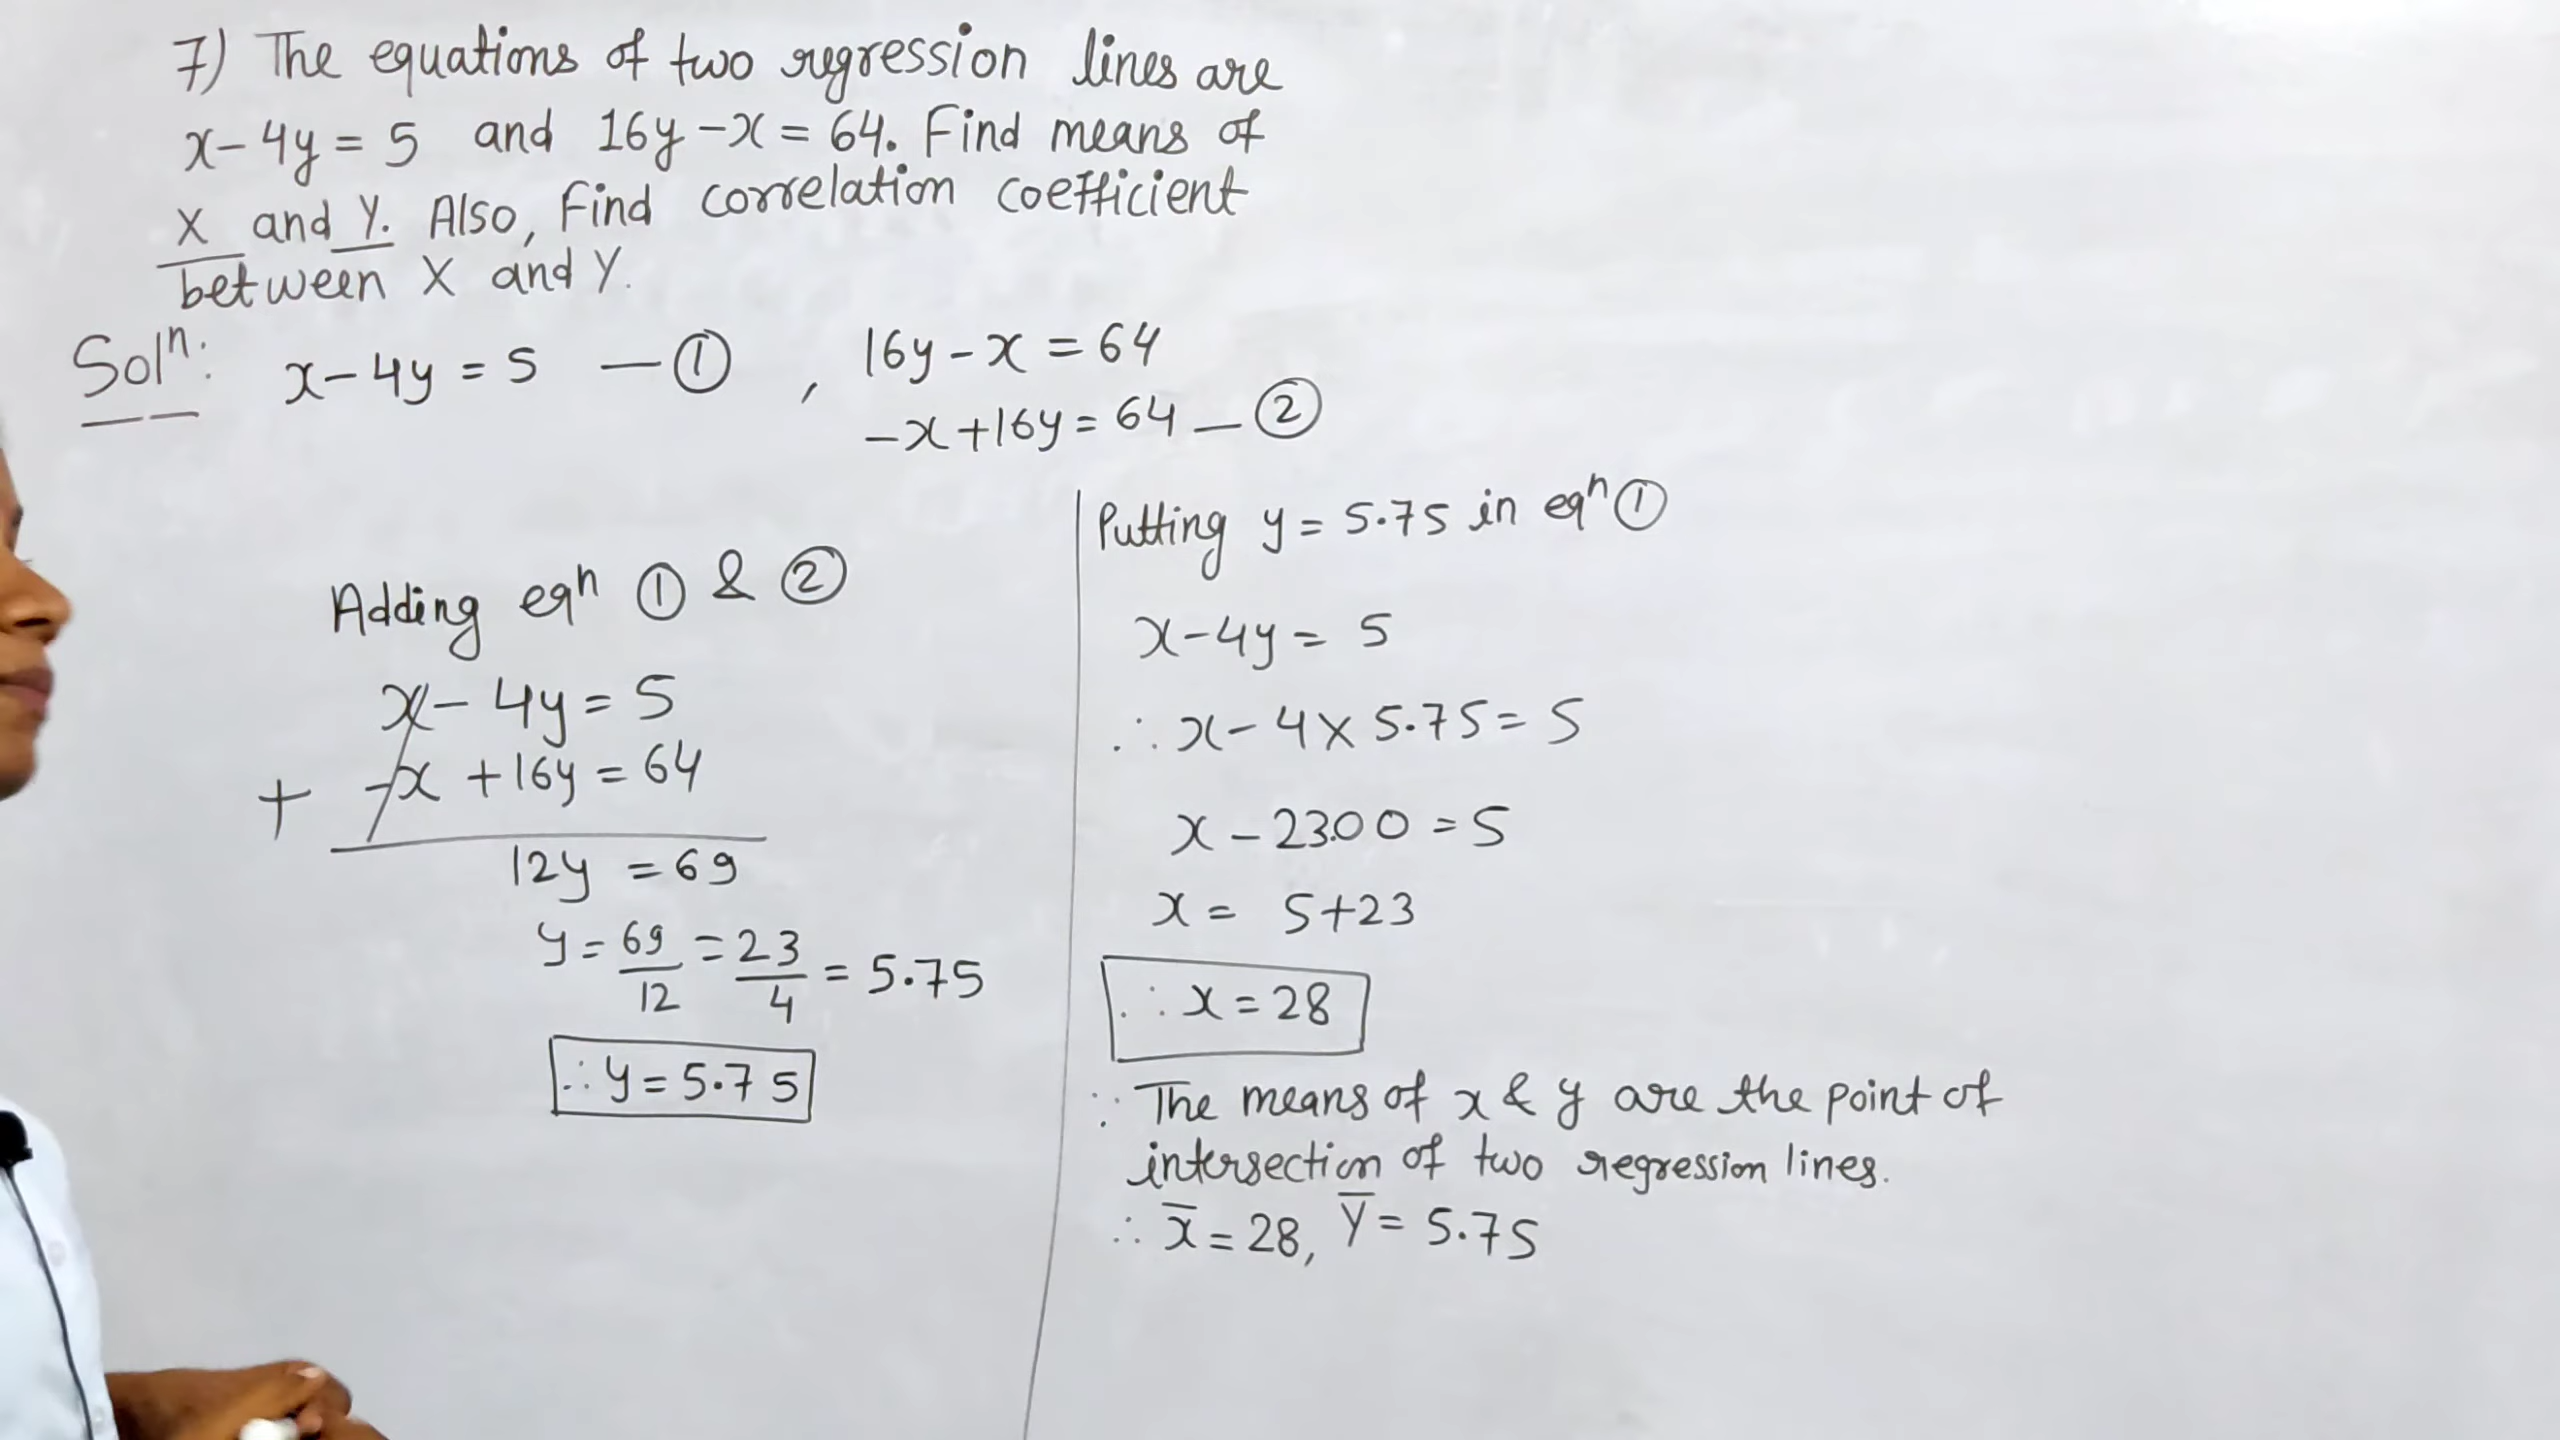 7) The equations of two regression lines are
x - 4y = 5 and 16y - x = 64. Find means of
X and Y. Also, Find correlation coefficient
between X and Y.
Solⁿ: x - 4y = 5 — ① , 16y - x = 64
-x + 16y = 64 — ②
Adding eqⁿ ① & ②
x - 4y = 5
+ -x + 16y = 64
12y = 69
y = 69/12 = 23/4 = 5.75
∴ y = 5.75
Putting y = 5.75 in eqⁿ ①
x - 4y = 5
∴ x - 4 × 5.75 = 5
x - 23.00 = 5
x = 5 + 23
∴ x = 28
∵ The means of x & y are the point of
intersection of two regression lines.
∴ x̅ = 28, Y̅ = 5.75